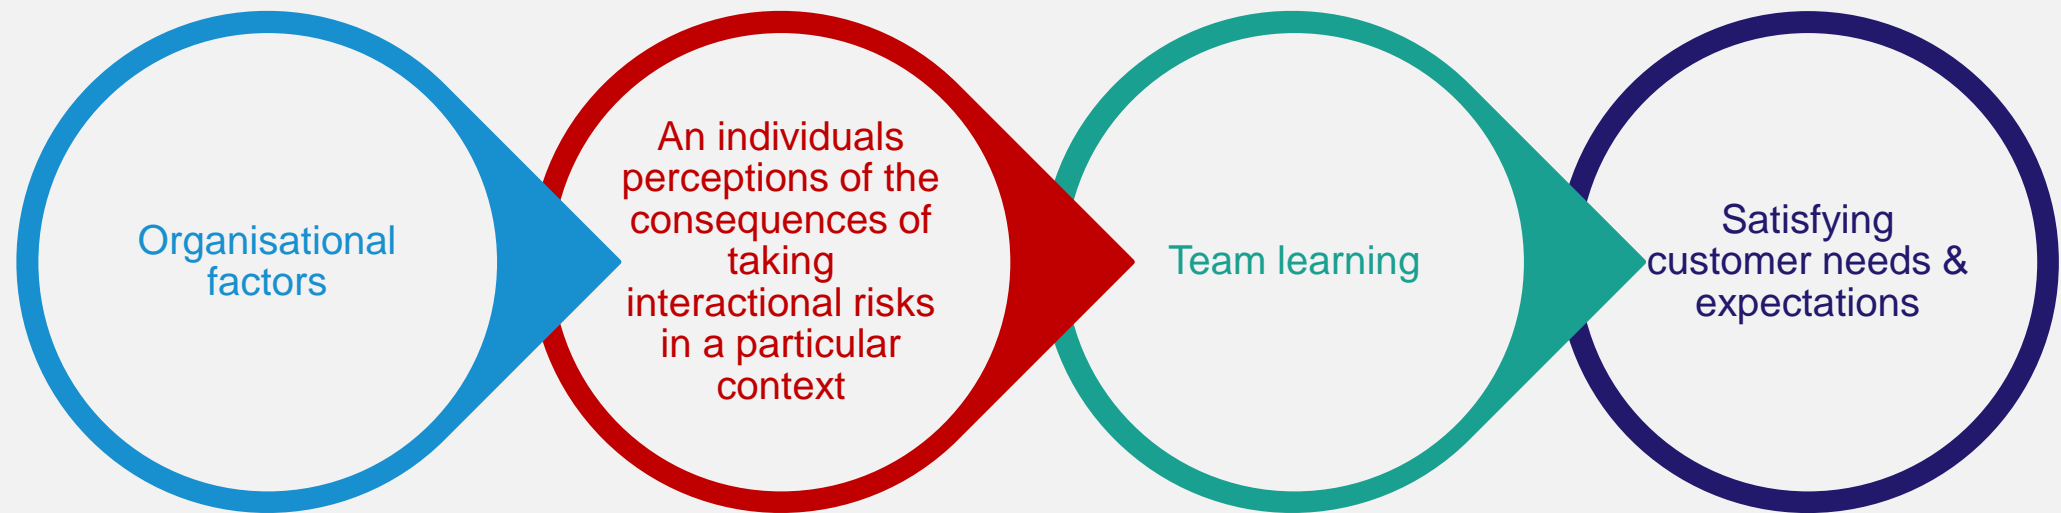 Organisational
factors
An individuals
perceptions of the
consequences of
taking
interactional risks
in a particular
context
Team learning
Satisfying
customer needs &
expectations